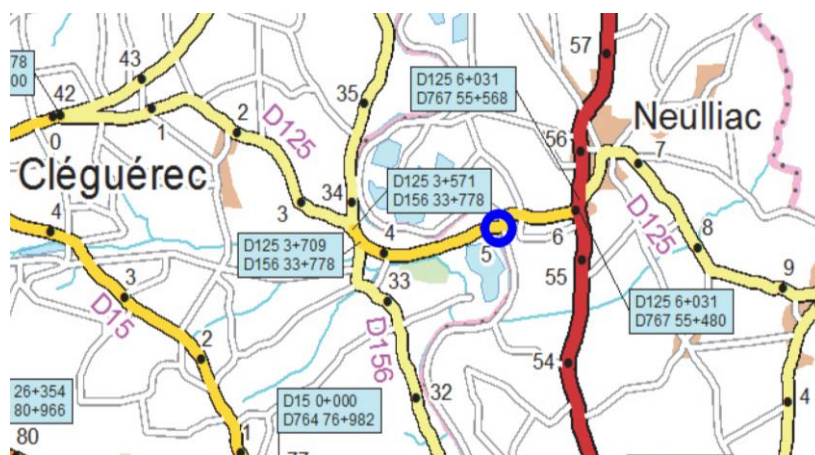 57
78
00
43
D125 6+031
D767 55+568
42
35
Neulliac
56
0
1
2
D125
7
Cléguérec
D125 3+571
D156 33+778
34
3
4
D125 3+709
D156 33+778
4
5
6
D125
8
55
9
3
33
D15
D125 6+031
D767 55+480
2
D156
54
26+354
80+966
D15 0+000
D764 76+982
32
4
80
1
77